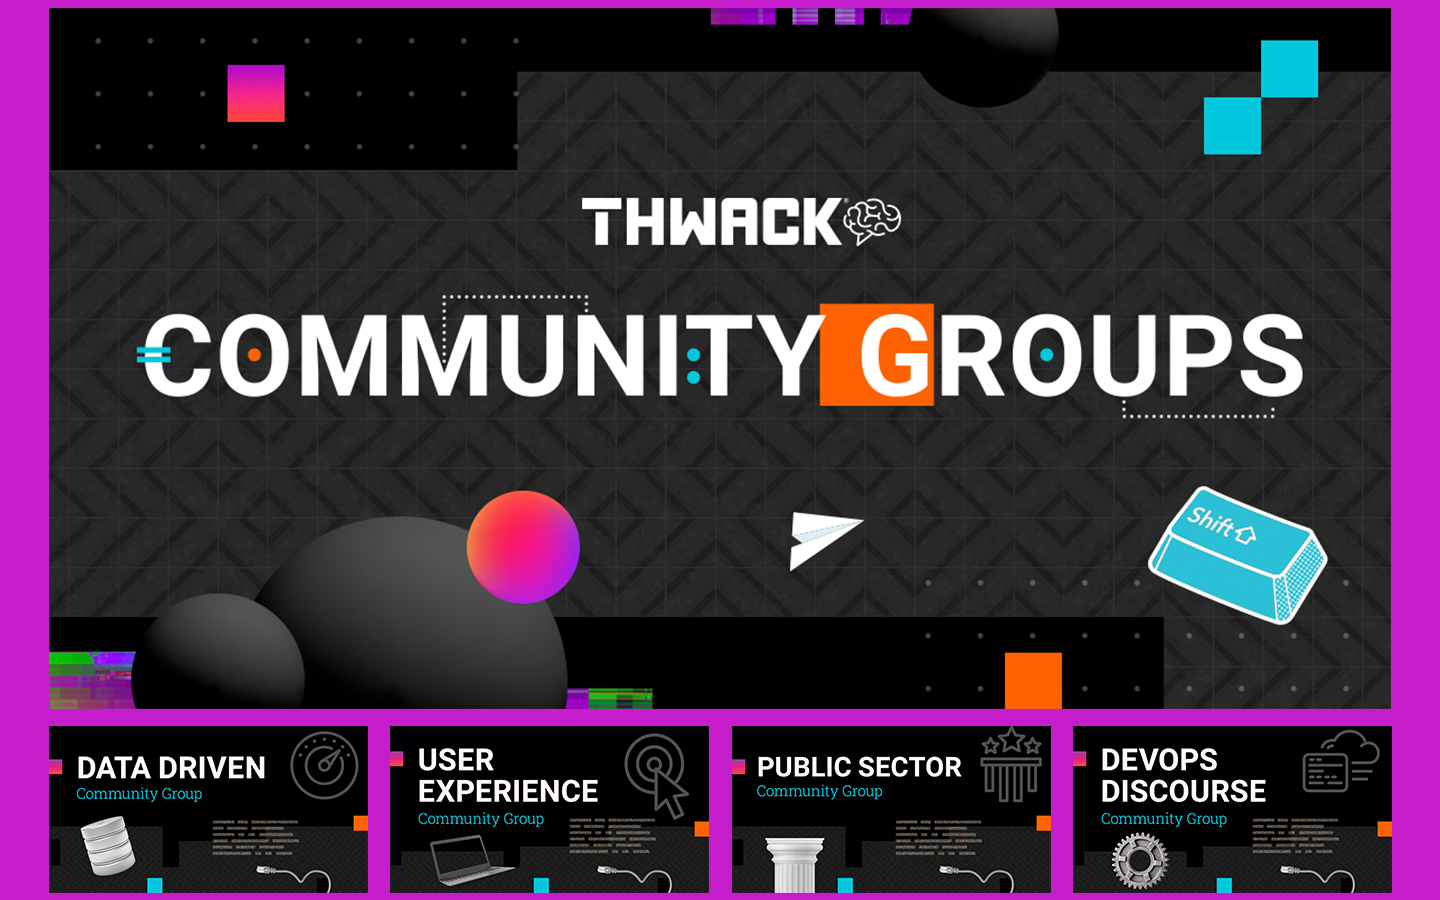 THWACK®
COMMUNITY GROUPS
Shift
DATA DRIVEN
Community Group
USER
EXPERIENCE
Community Group
PUBLIC SECTOR
Community Group
DEVOPS
DISCOURSE
Community Group